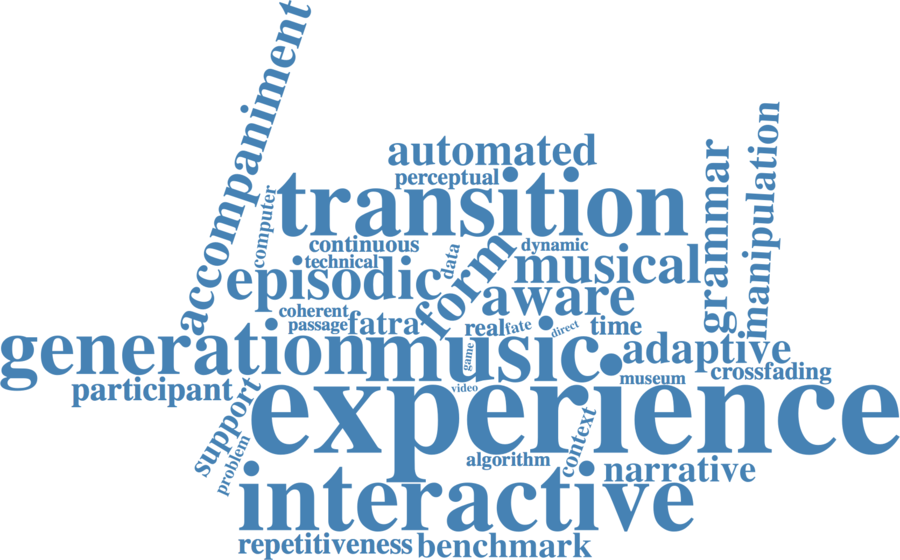 accompaniment
automated
perceptual
transition
computer
continuous
technical
episodic
data
form
dynamic
musical
grammar
manipulation
coherent
passage
fatra
aware
real
fate
direct
time
generation
music
game
adaptive
crossfading
museum
video
participant
support
problem
experience
context
algorithm
narrative
interactive
repetitiveness
benchmark